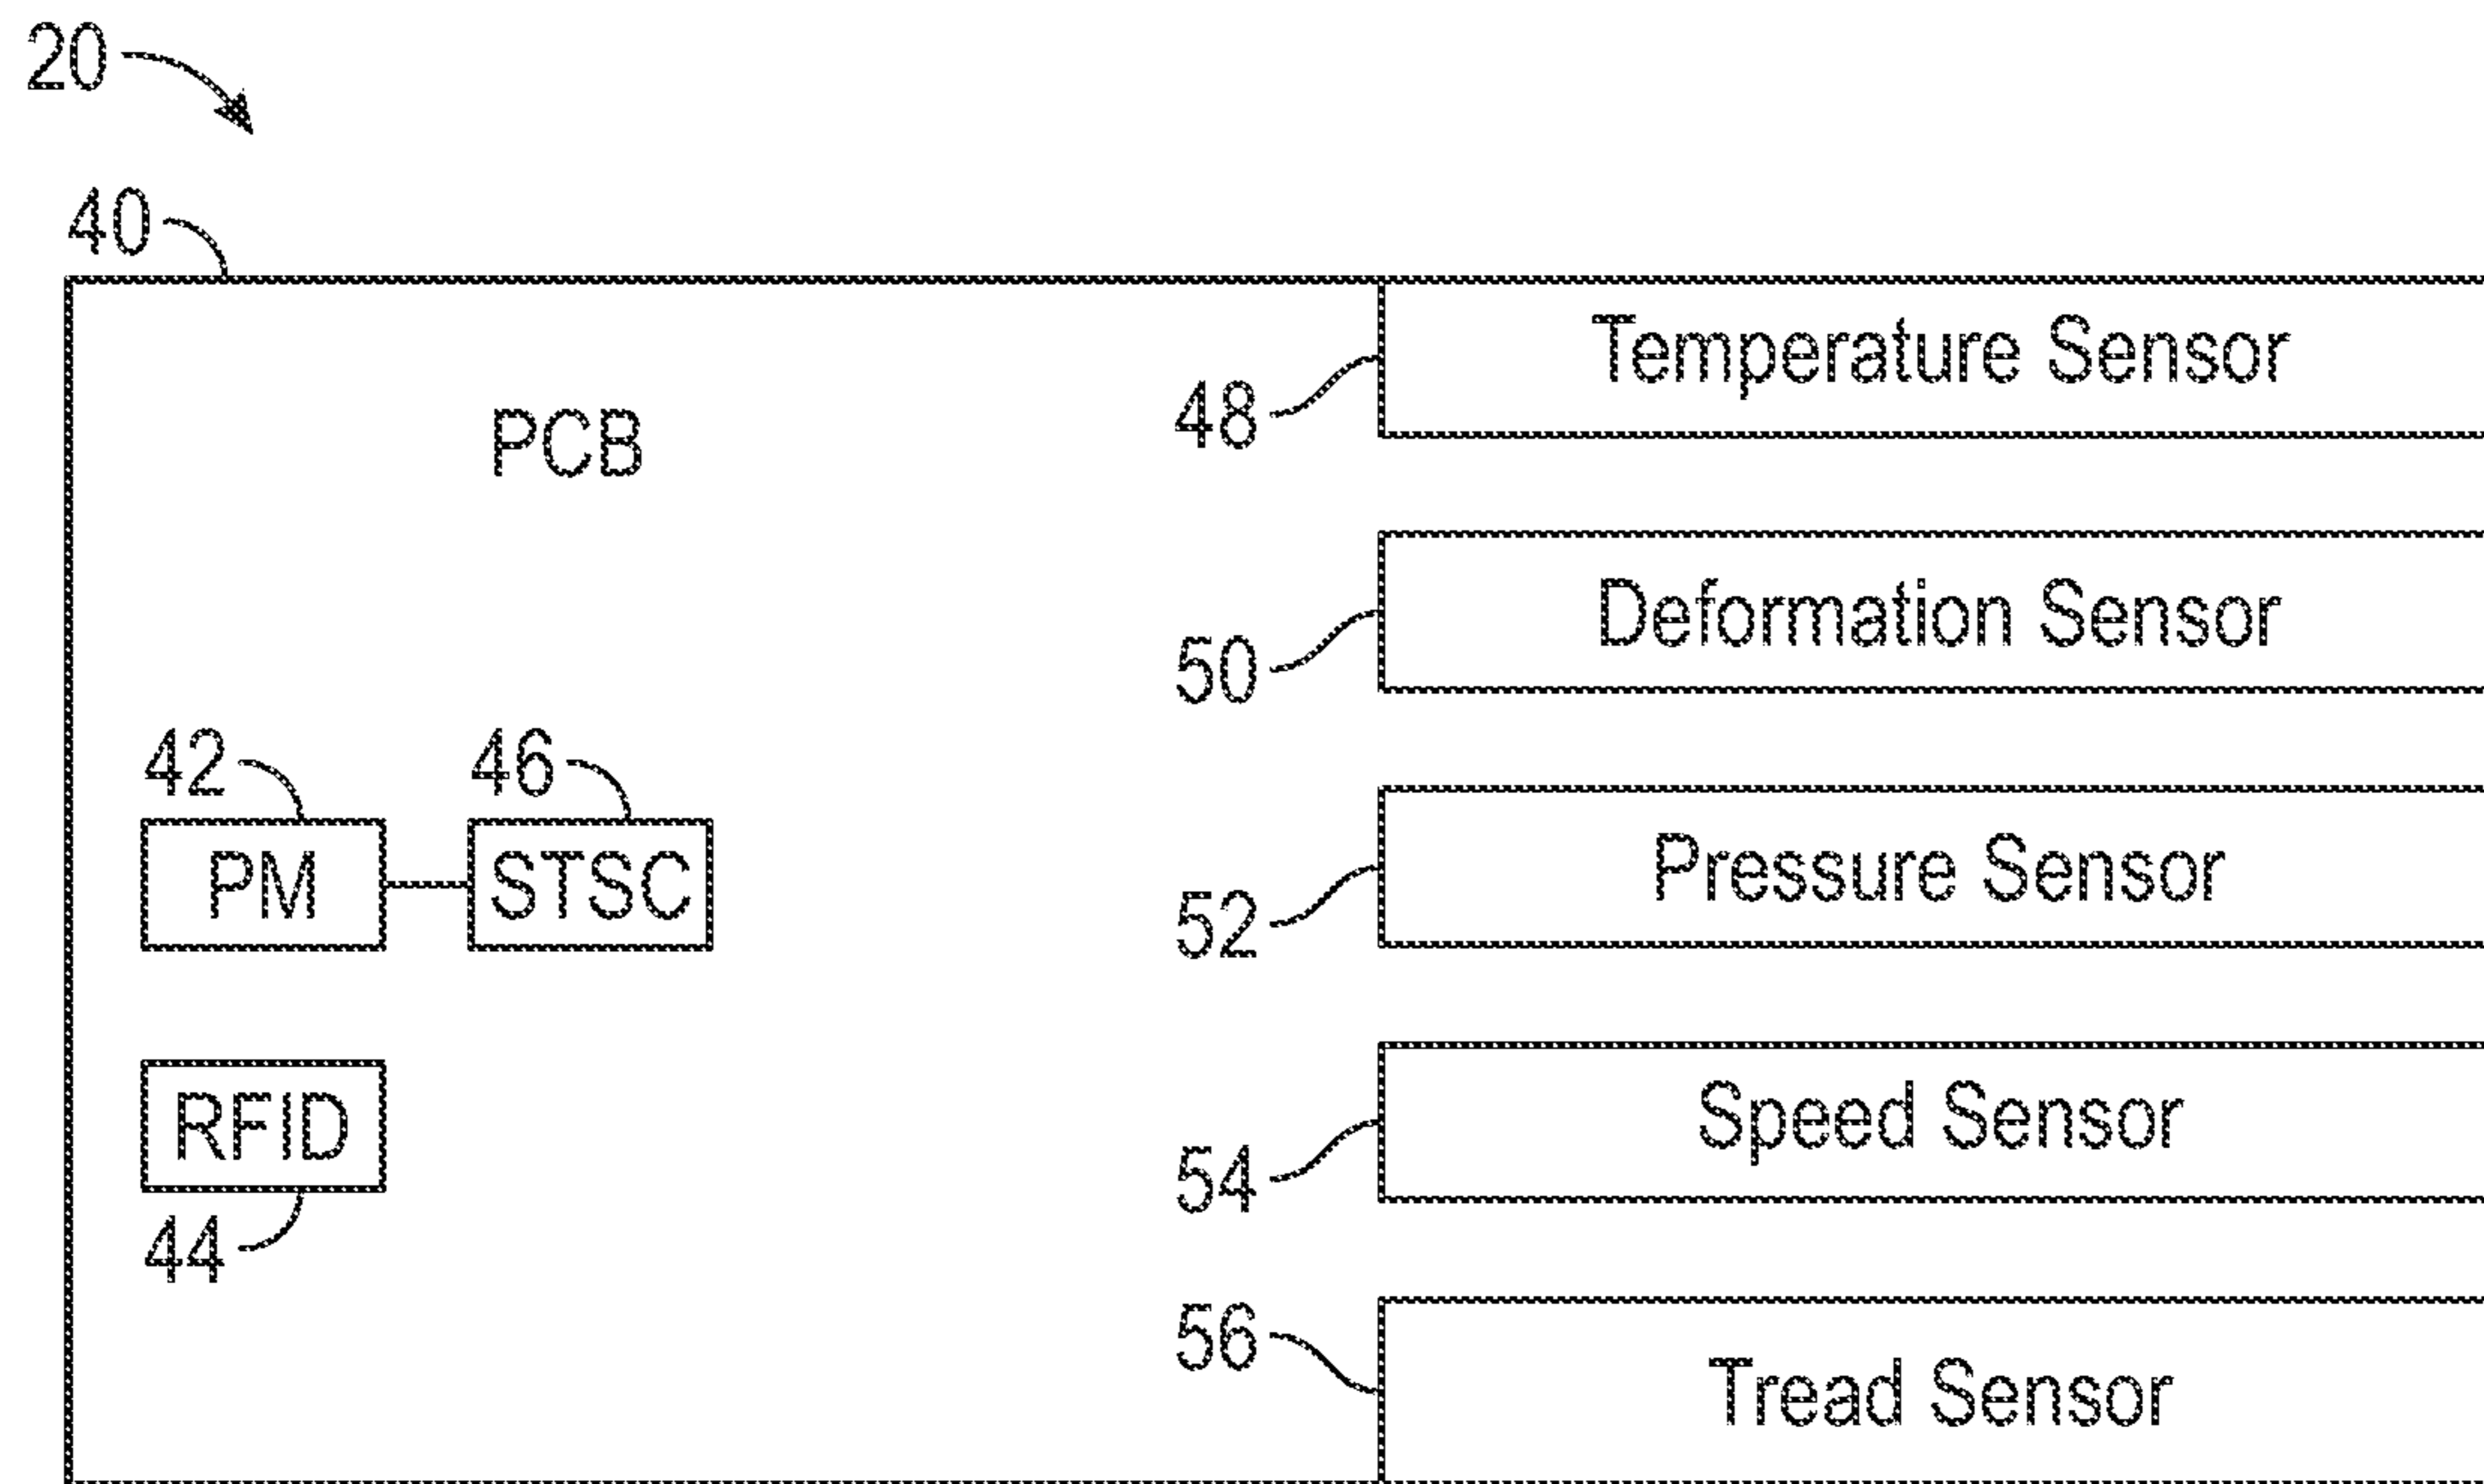 20
40
Temperature Sensor
48
PCB
Deformation Sensor
50
42
46
PM
STSC
Pressure Sensor
52
RFID
44
Speed Sensor
54
56
Tread Sensor